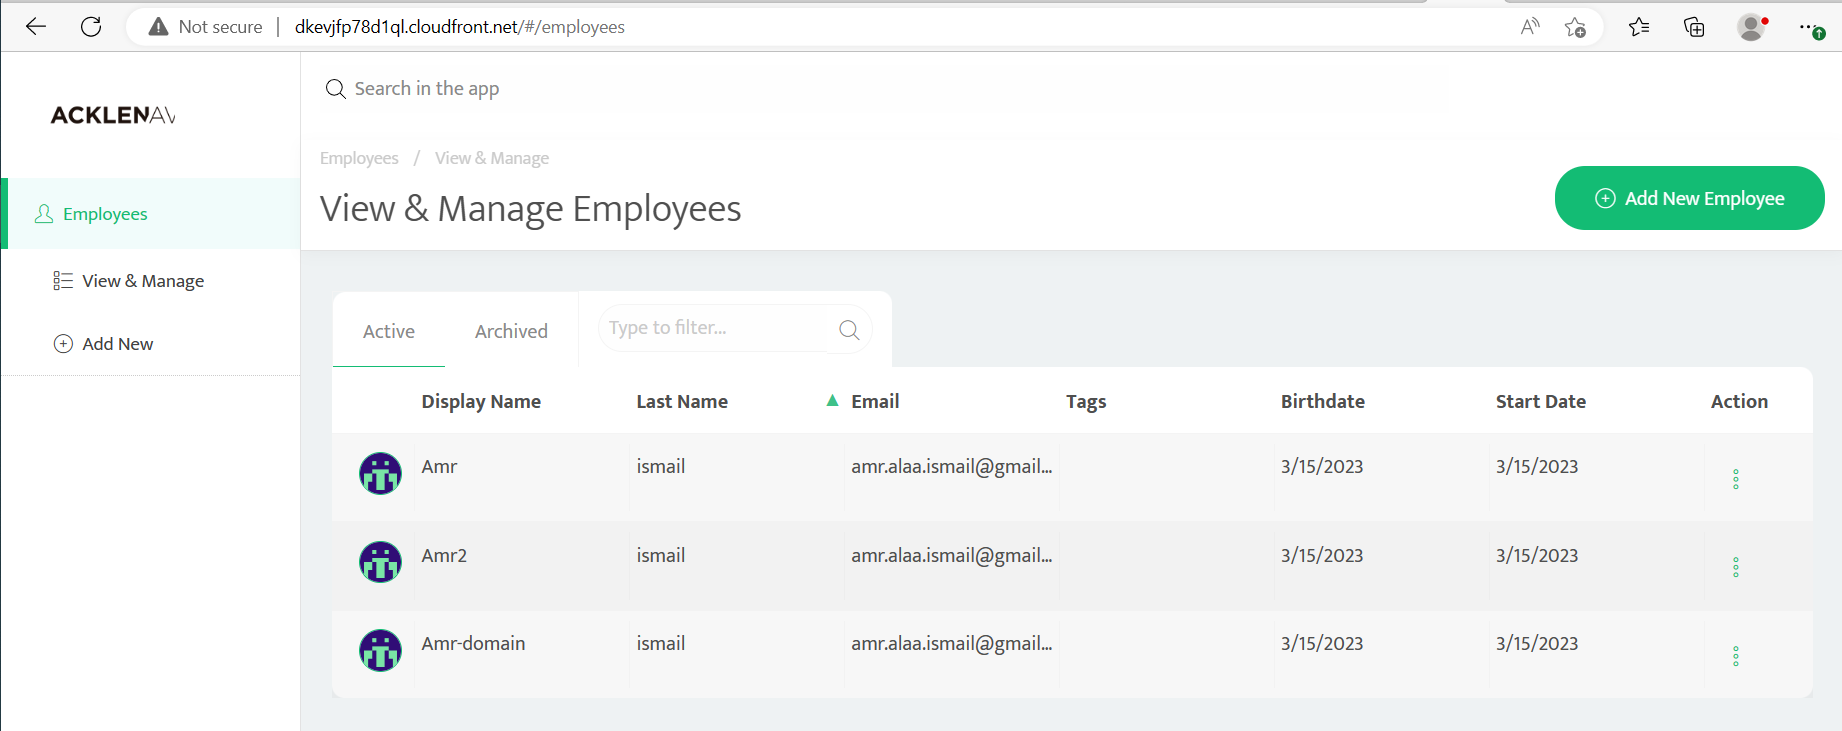 Not secure | dkevjfp78d1ql.cloudfront.net/#/employees
ACKLENAV
Search in the app
Employees / View & Manage
View & Manage Employees
Add New Employee
Employees
View & Manage
Add New
Active Archived Type to filter...
Display Name Last Name Email Tags Birthdate Start Date Action
Amr ismail amr.alaa.ismail@gmail... 3/15/2023 3/15/2023
Amr2 ismail amr.alaa.ismail@gmail... 3/15/2023 3/15/2023
Amr-domain ismail amr.alaa.ismail@gmail... 3/15/2023 3/15/2023